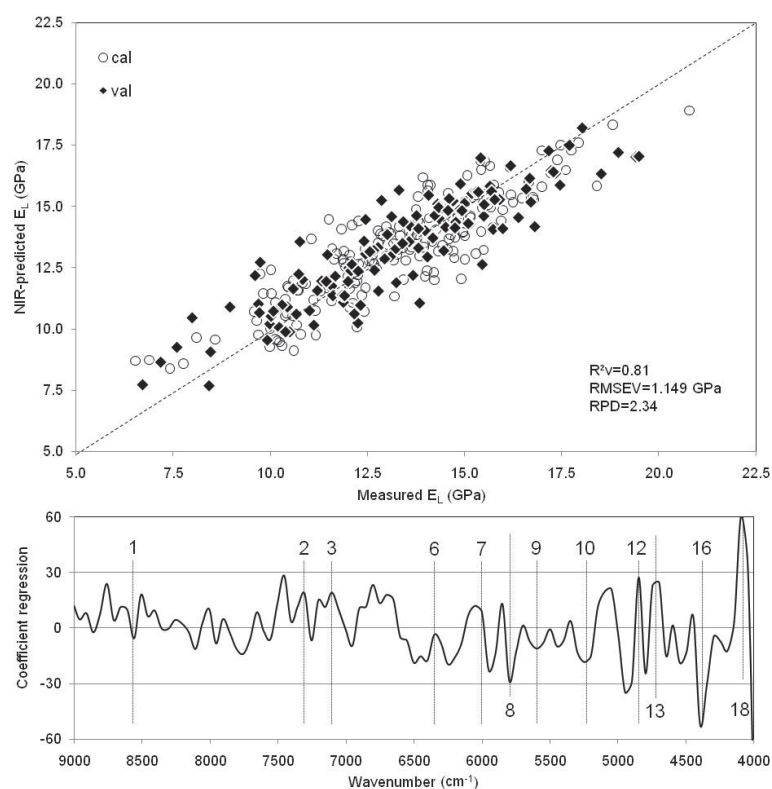 22.5
20.0
17.5
15.0
12.5
10.0
7.5
5.0
NIR-predicted E_L (GPa)
cal
val
R²v=0.81
RMSEV=1.149 GPa
RPD=2.34
5.0 7.5 10.0 12.5 15.0 17.5 20.0 22.5
Measured E_L (GPa)
60
30
0
-30
-60
Coefficient regression
1 2 3 6 7 9 10 12 16
8 13 18
9000 8500 8000 7500 7000 6500 6000 5500 5000 4500 4000
Wavenumber (cm⁻¹)